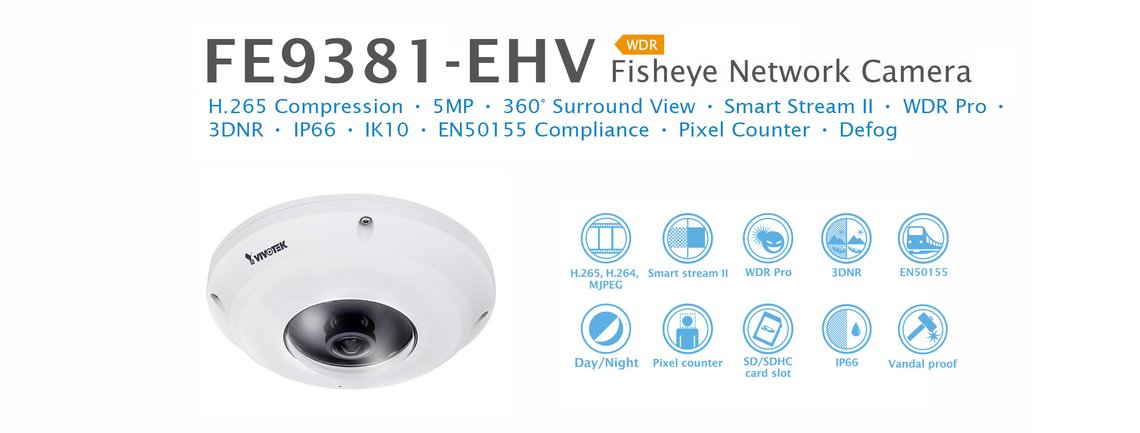 WDR
FE9381-EHV Fisheye Network Camera
H.265 Compression · 5MP · 360° Surround View · Smart Stream II · WDR Pro ·
3DNR · IP66 · IK10 · EN50155 Compliance · Pixel Counter · Defog
VIVOTEK
H.265, H.264,
MJPEG
Smart stream II
WDR Pro
3DNR
EN50155
Day/Night
Pixel counter
SD
SD/SDHC
card slot
IP66
Vandal proof